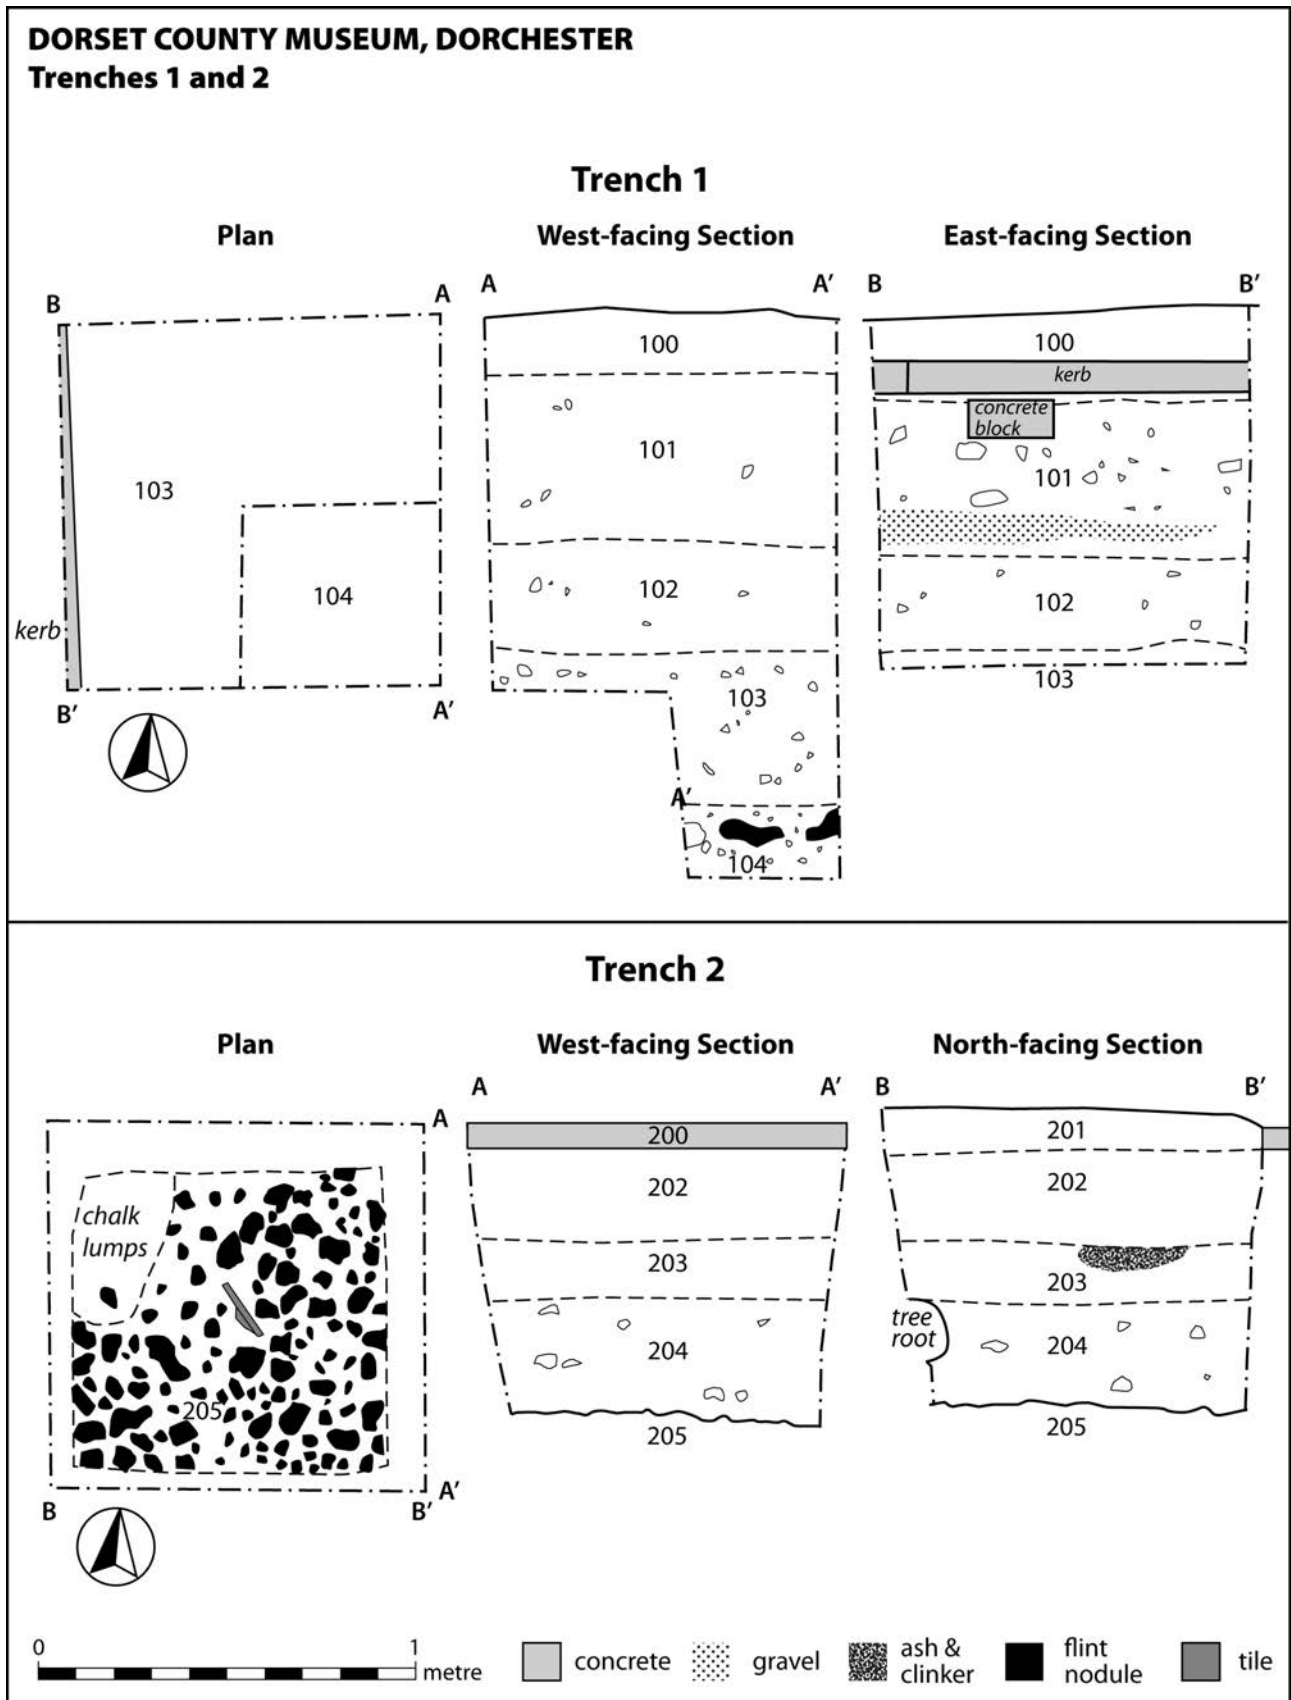 DORSET COUNTY MUSEUM, DORCHESTER
Trenches 1 and 2
Trench 1
Plan
B
A
103
104
kerb
B’
A’
West-facing Section
A
A’
100
101
102
103
A’
104
East-facing Section
B
B’
100
kerb
concrete
block
101
102
103
Trench 2
Plan
A
chalk
lumps
205
B
B’
A’
West-facing Section
A
A’
200
202
203
204
205
North-facing Section
B
B’
201
202
203
tree
root
204
205
0
1
metre
concrete
gravel
ash &
clinker
flint
nodule
tile